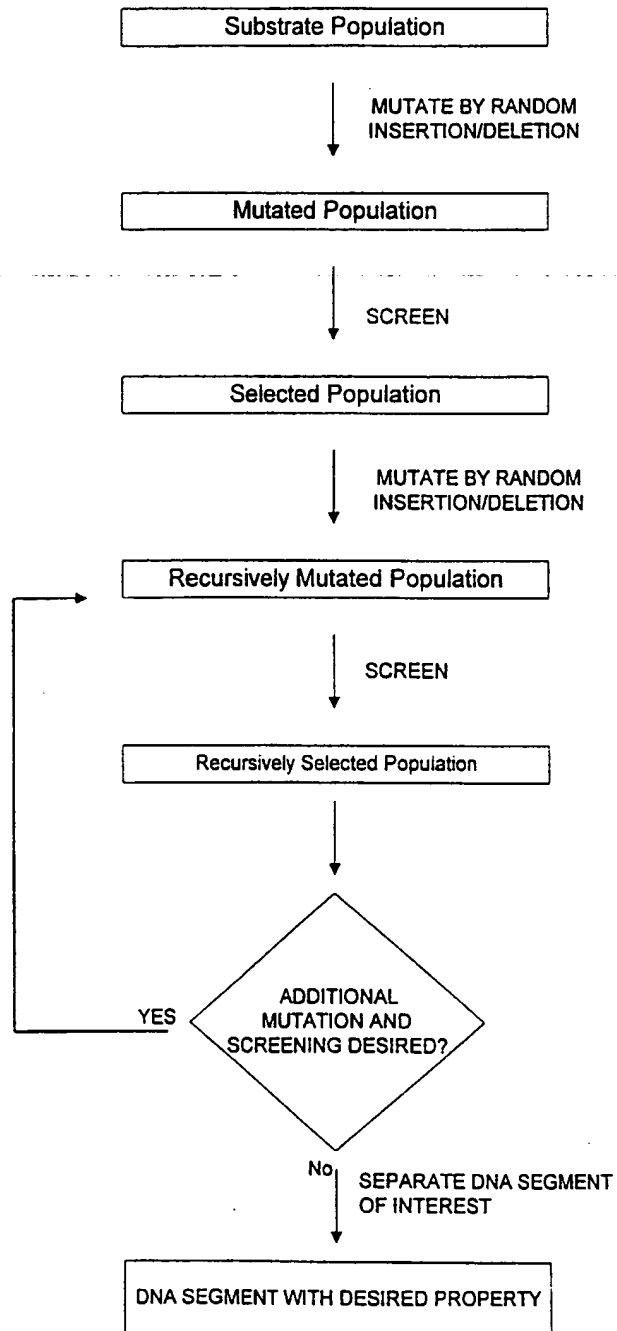 Substrate Population
MUTATE BY RANDOM
INSERTION/DELETION
Mutated Population
SCREEN
Selected Population
MUTATE BY RANDOM
INSERTION/DELETION
Recursively Mutated Population
SCREEN
Recursively Selected Population
ADDITIONAL
MUTATION AND
SCREENING DESIRED?
YES
No
SEPARATE DNA SEGMENT
OF INTEREST
DNA SEGMENT WITH DESIRED PROPERTY